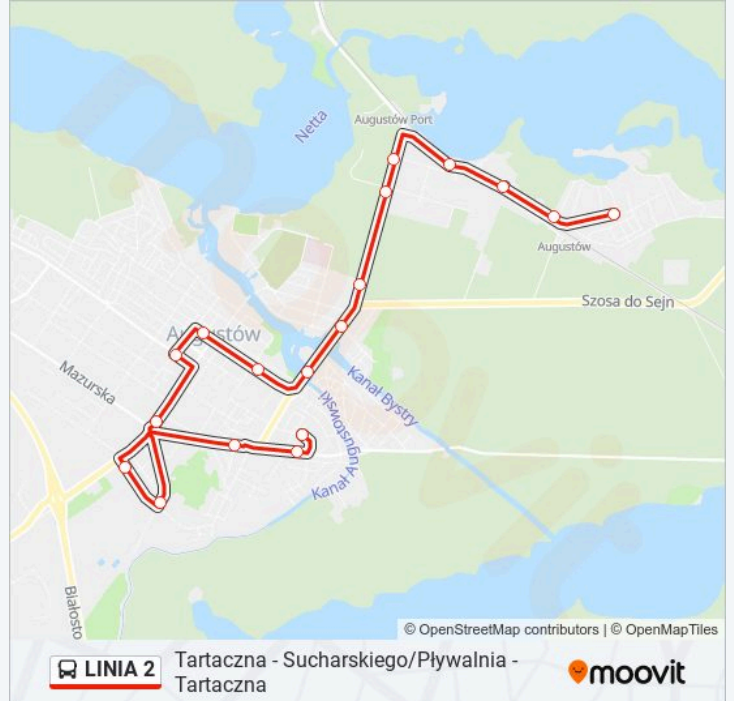 Netta
Augustów Port
Augustów
Szosa do Sejn
Augustów
Mazurska
Kanał Bystry
Kanał Augustowski
Białosto
© OpenStreetMap contributors | © OpenMapTiles
LINIA 2
Tartaczna - Sucharskiego/Pływalnia -
Tartaczna
moovit